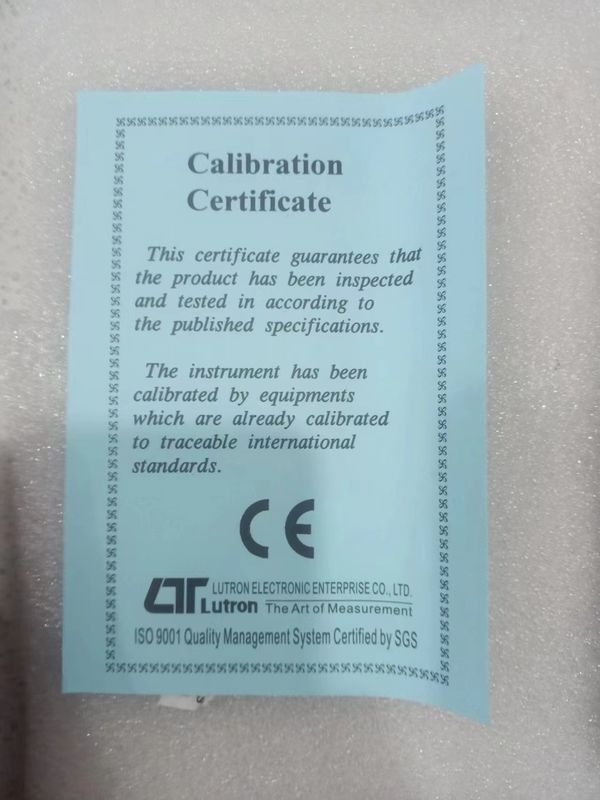 Calibration
Certificate
This certificate guarantees that
the product has been inspected
and tested in according to
the published specifications.
The instrument has been
calibrated by equipments
which are already calibrated
to traceable international
standards.
CE
LUTRON ELECTRONIC ENTERPRISE CO., LTD.
Lutron The Art of Measurement
ISO 9001 Quality Management System Certified by SGS